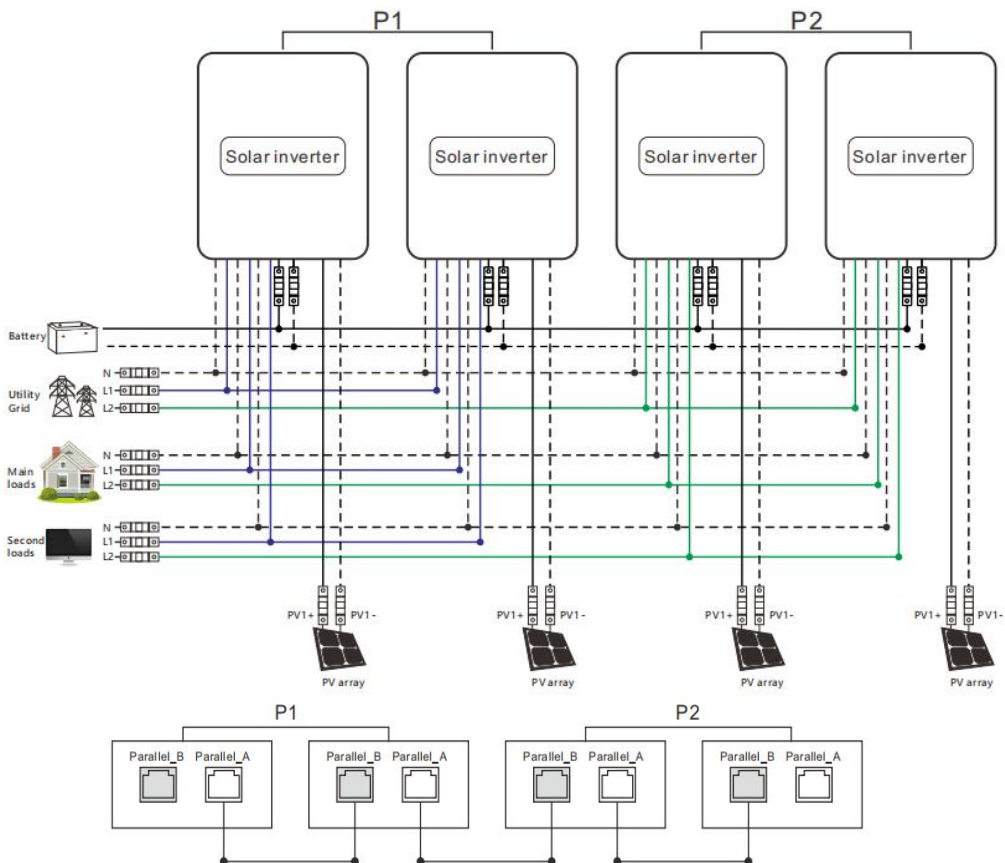 P1 P2
Solar inverter Solar inverter Solar inverter Solar inverter
Battery
+ -
Utility
Grid
N
L1
L2
Main
loads
N
L1
L2
Second
loads
N
L1
L2
PV1+ PV1- PV1+ PV1- PV1+ PV1- PV1+ PV1-
PV array PV array PV array PV array
P1 P2
Parallel_B Parallel_A Parallel_B Parallel_A Parallel_B Parallel_A Parallel_B Parallel_A